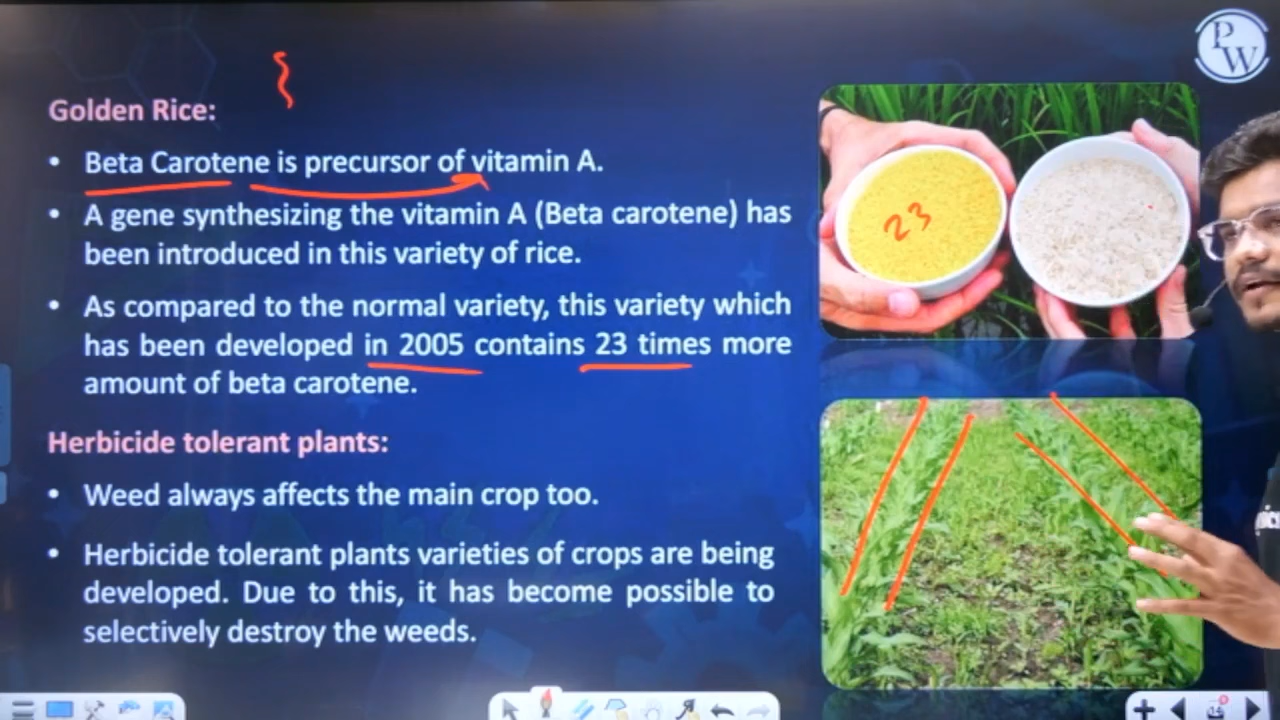 PW
Golden Rice:
• Beta Carotene is precursor of vitamin A.
• A gene synthesizing the vitamin A (Beta carotene) has
been introduced in this variety of rice.
• As compared to the normal variety, this variety which
has been developed in 2005 contains 23 times more
amount of beta carotene.
23
Herbicide tolerant plants:
• Weed always affects the main crop too.
• Herbicide tolerant plants varieties of crops are being
developed. Due to this, it has become possible to
selectively destroy the weeds.